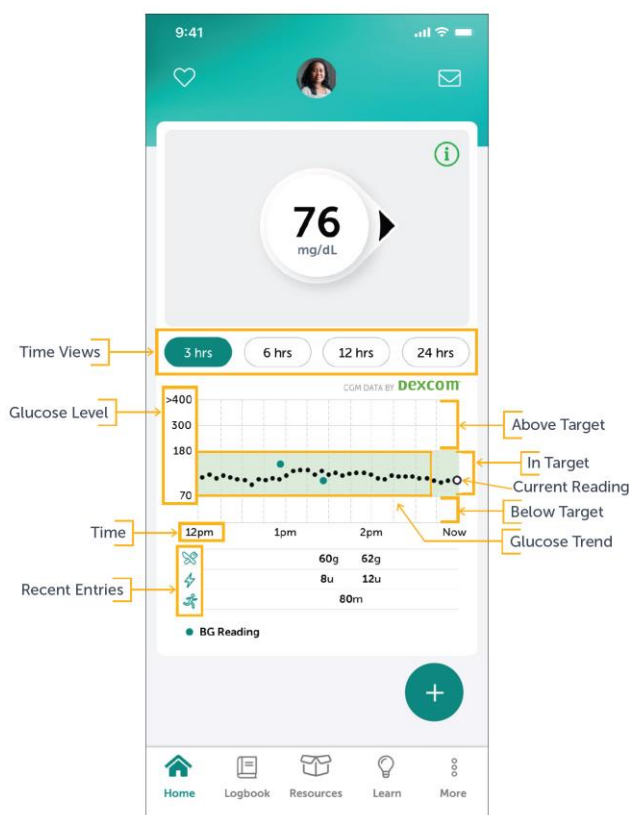 9:41
76
mg/dL
Time Views
3 hrs 6 hrs 12 hrs 24 hrs
CGM DATA BY Dexcom
Glucose Level
>400
300
180
70
Above Target
In Target
Current Reading
Below Target
Glucose Trend
Time
12pm 1pm 2pm Now
Recent Entries
60g 62g
8u 12u
80m
BG Reading
+
Home Logbook Resources Learn More